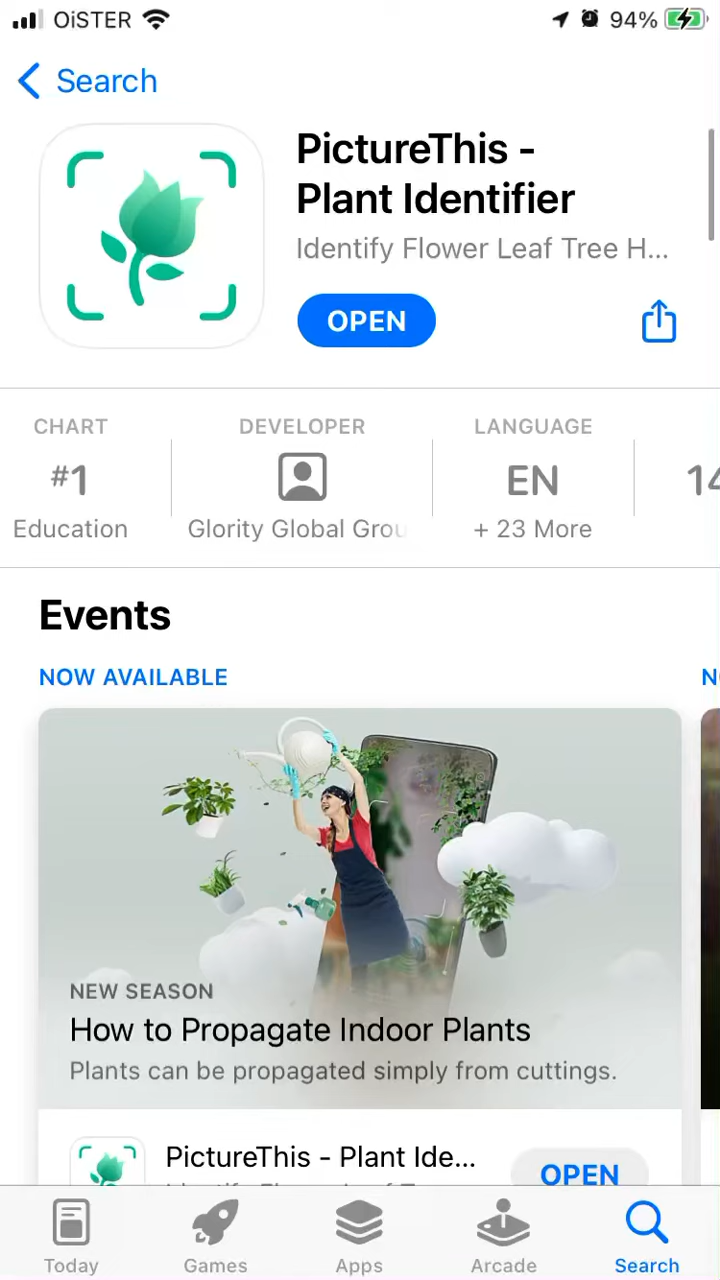 OiSTER
94%
Search
PictureThis -
Plant Identifier
Identify Flower Leaf Tree H...
OPEN
CHART
DEVELOPER
LANGUAGE
#1
EN
14
Education
Glority Global Grou
+ 23 More
Events
NOW AVAILABLE
NEW SEASON
How to Propagate Indoor Plants
Plants can be propagated simply from cuttings.
PictureThis - Plant Ide...
OPEN
Today
Games
Apps
Arcade
Search